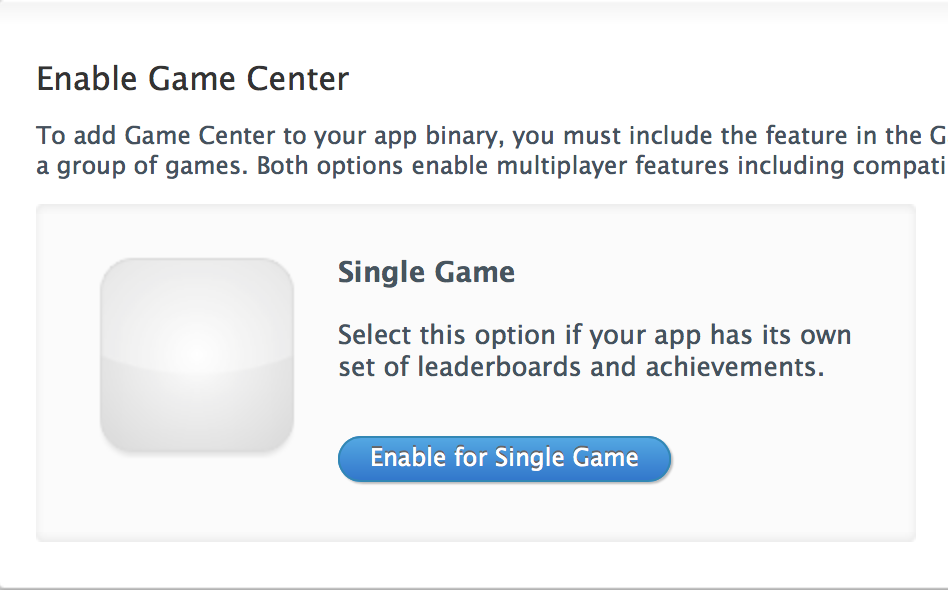 Enable Game Center
To add Game Center to your app binary, you must include the feature in the G
a group of games. Both options enable multiplayer features including compati
Single Game
Select this option if your app has its own
set of leaderboards and achievements.
Enable for Single Game